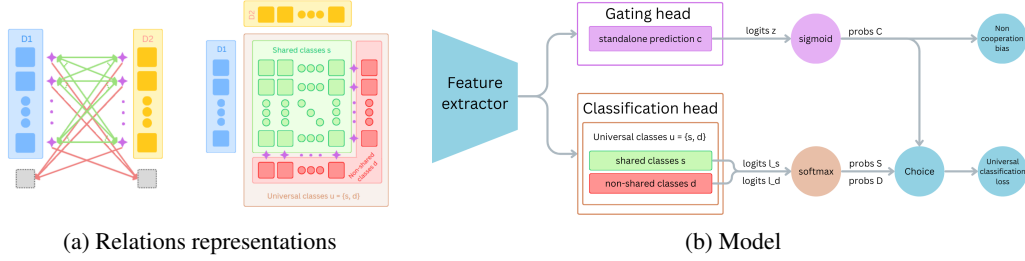 D1
D2
D2
D1
Shared classes s
Non-shared classes d
Universal classes u = {s, d}
(a) Relations representations
Feature
extractor
Gating head
standalone prediction c
logits z
sigmoid
probs C
Non
cooperation
bias
Classification head
Universal classes u = {s, d}
shared classes s
non-shared classes d
logits l_s
logits l_d
softmax
probs S
probs D
Choice
Universal
classification
loss
(b) Model